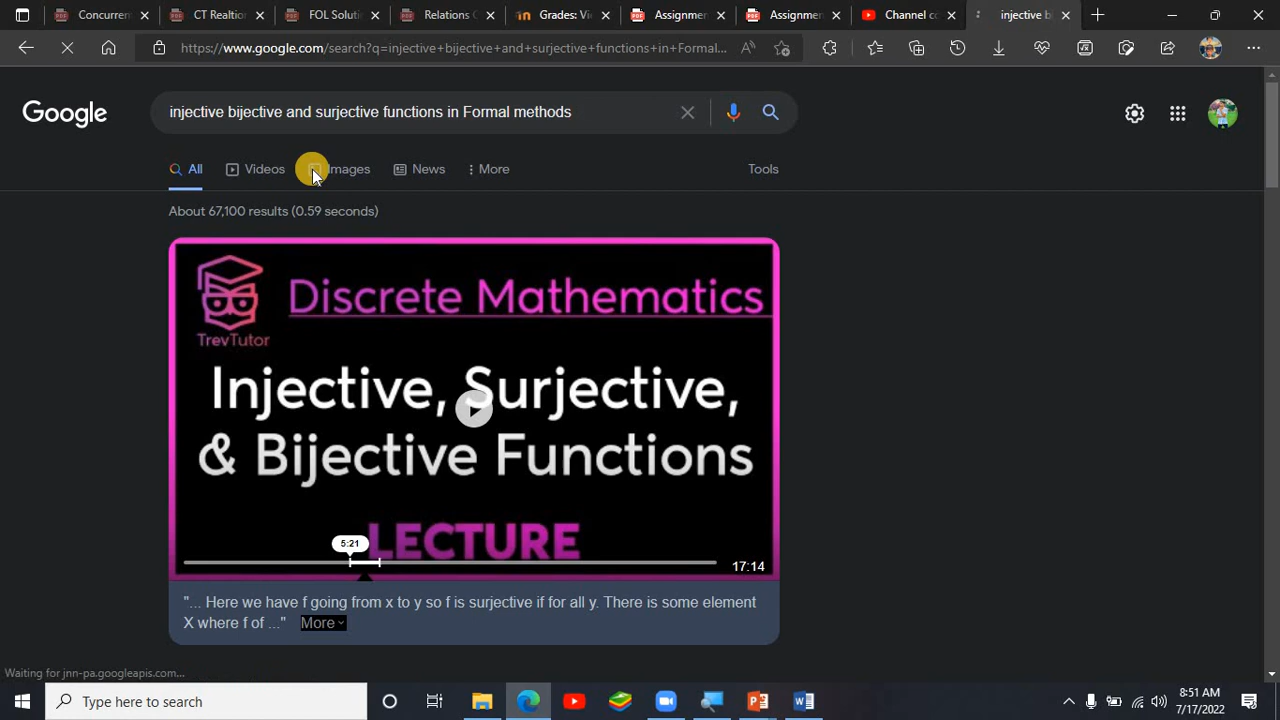 Concurren
CT Realtion
FOL Soluti
Relations C
Grades: Vie
Assignmen
Assignmen
Channel co
injective b
https://www.google.com/search?q=injective+bijective+and+surjective+functions+in+Formal...
Google
injective bijective and surjective functions in Formal methods
All
Videos
Images
News
More
Tools
About 67,100 results (0.59 seconds)
Discrete Mathematics
TrevTutor
Injective, Surjective,
& Bijective Functions
LECTURE
5:21
17:14
"... Here we have f going from x to y so f is surjective if for all y. There is some element
X where f of ..." More
Waiting for jnn-pa.googleapis.com...
Type here to search
8:51 AM
7/17/2022